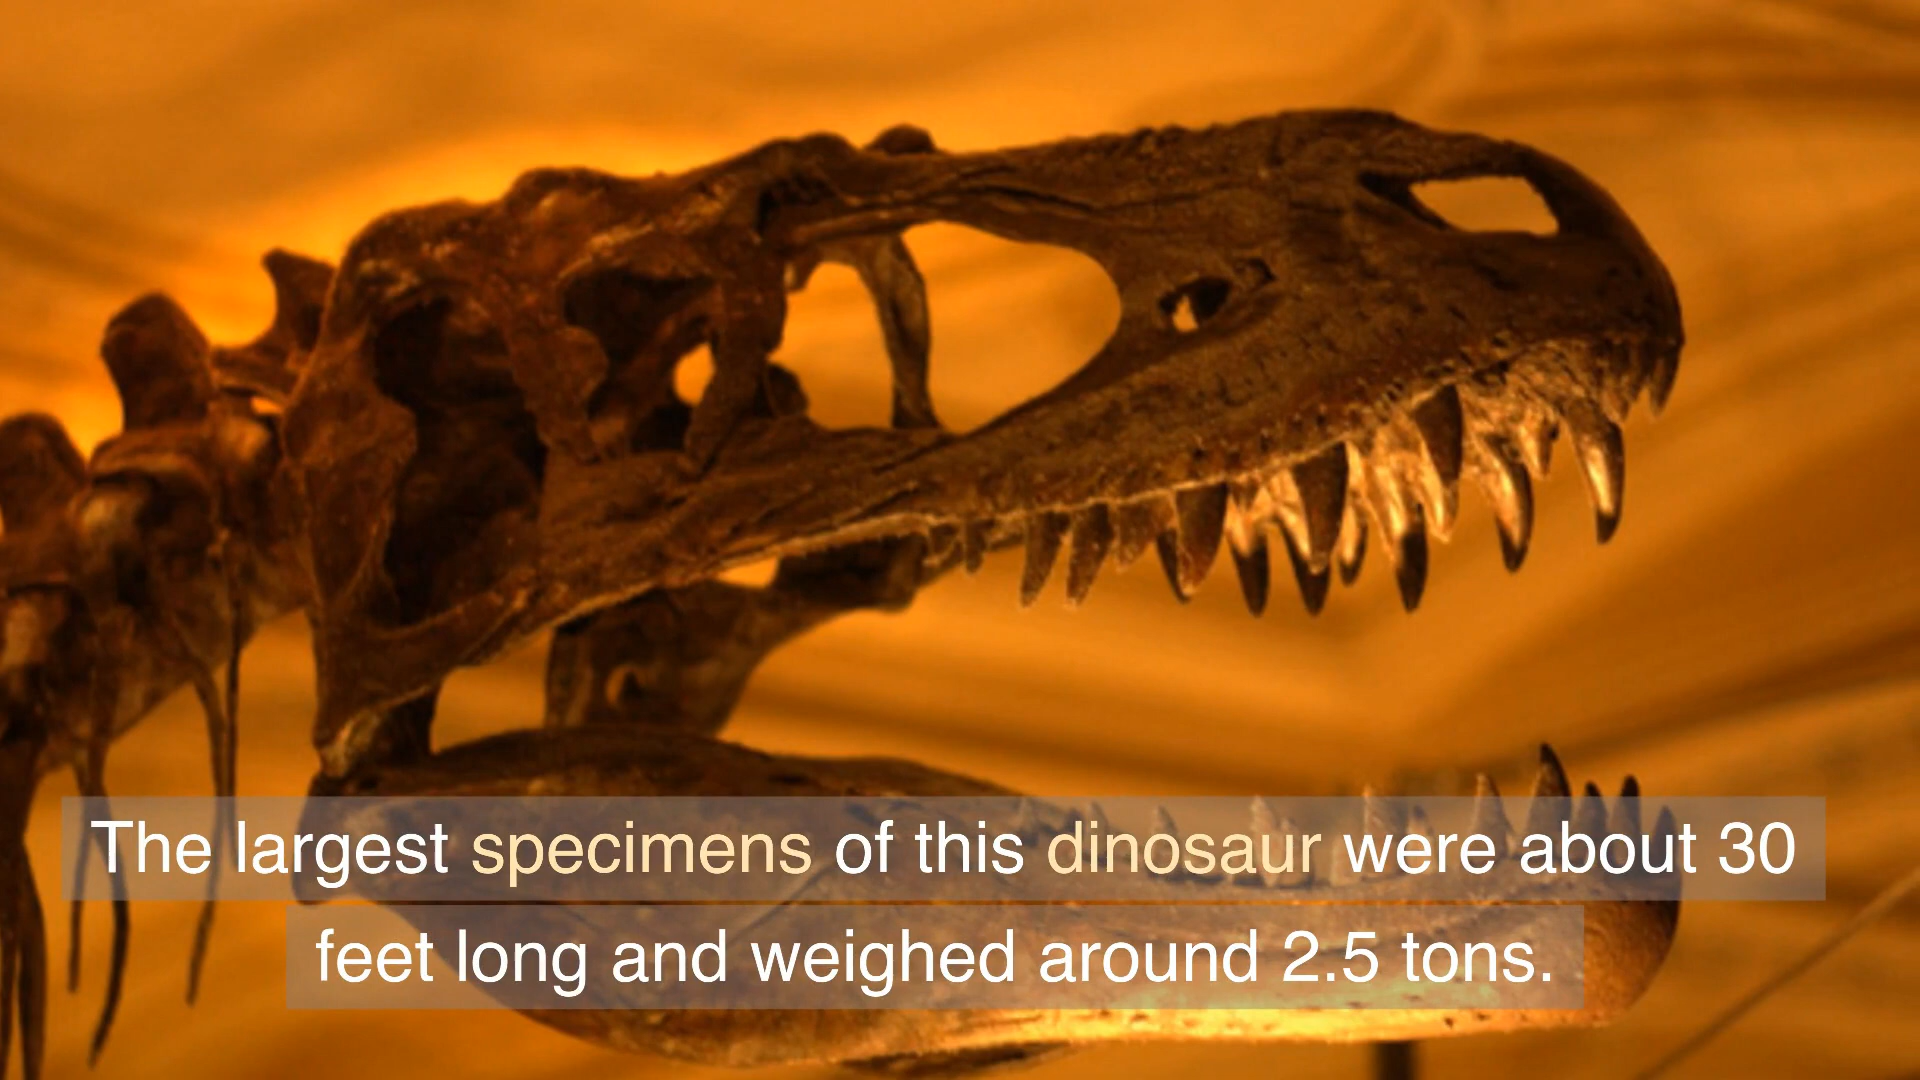 The largest specimens of this dinosaur were about 30
feet long and weighed around 2.5 tons.